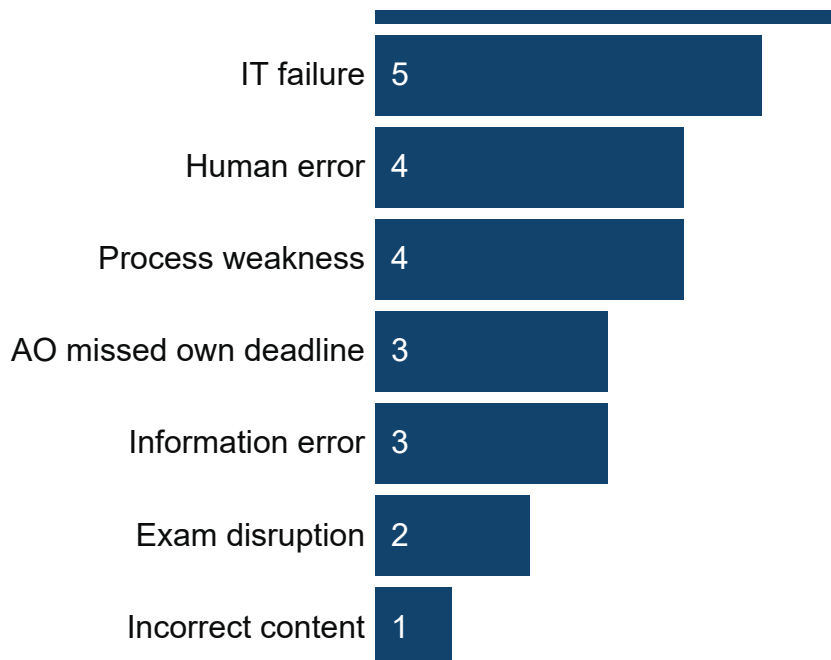 IT failure 5
Human error 4
Process weakness 4
AO missed own deadline 3
Information error 3
Exam disruption 2
Incorrect content 1